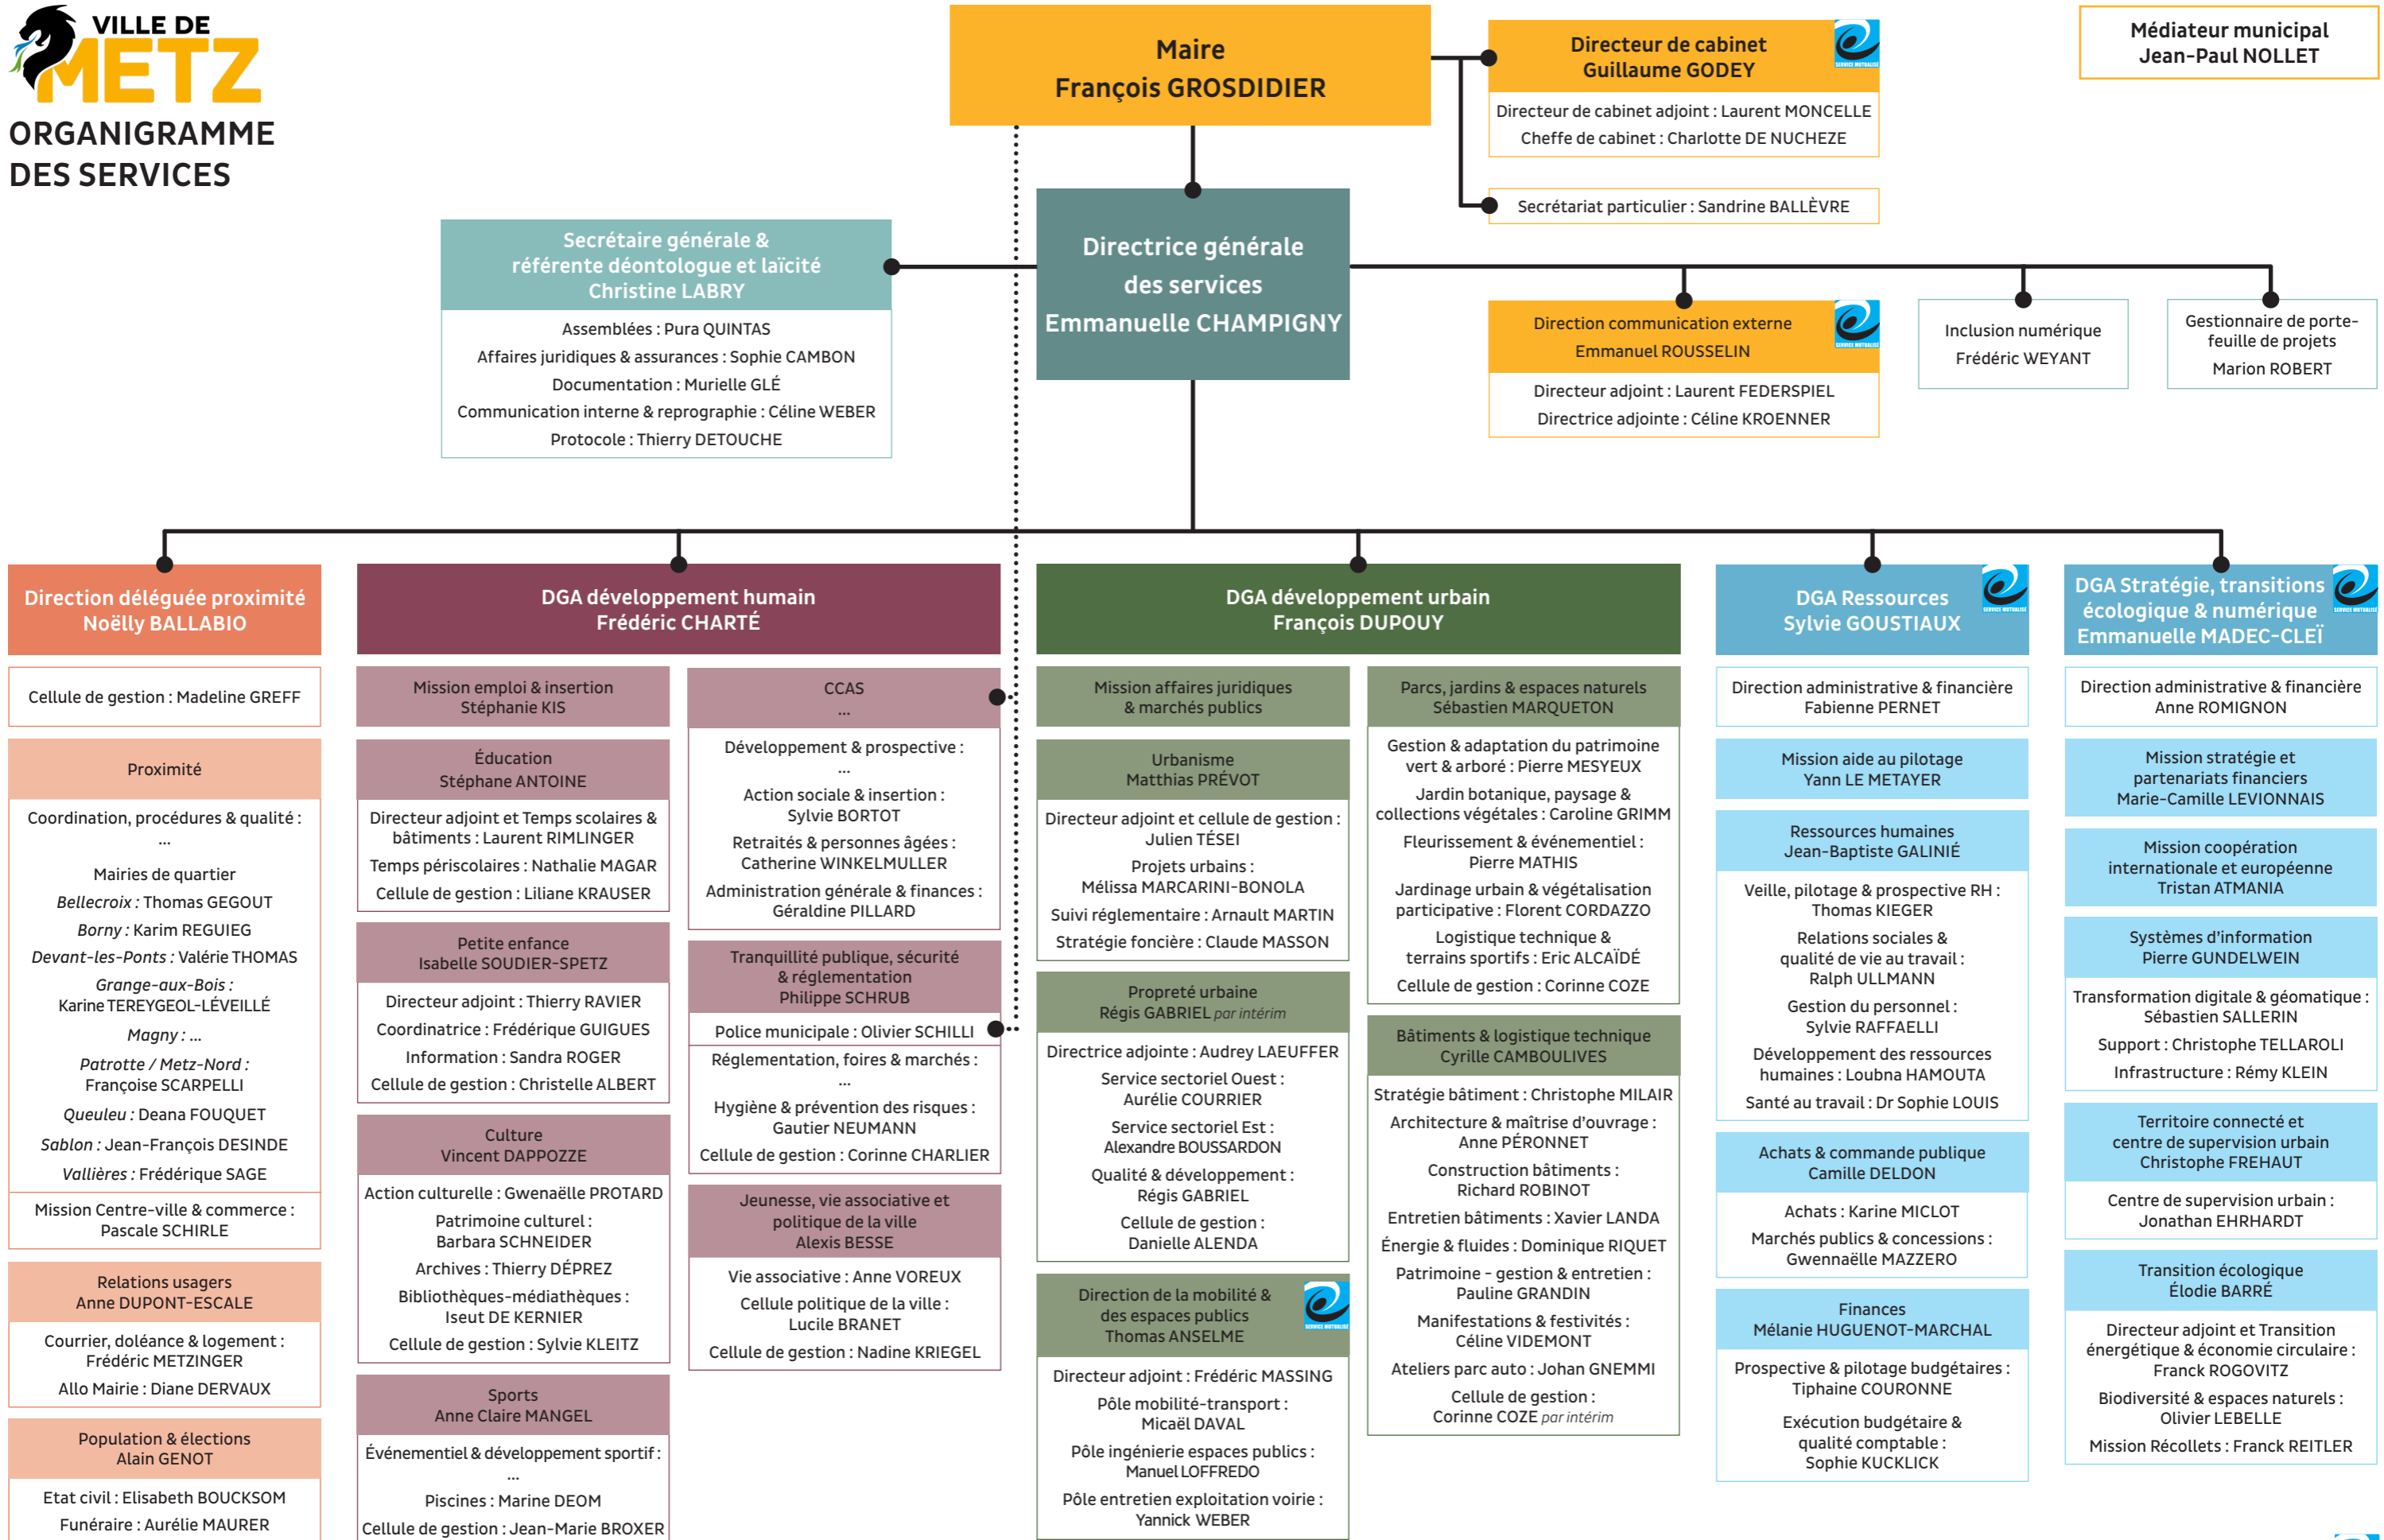 VILLE DE
METZ
ORGANIGRAMME
DES SERVICES
Maire
François GROSDIDIER
Directeur de cabinet
Guillaume GODEY
SERVICE MUTUALISÉ
Directeur de cabinet adjoint : Laurent MONCELLE
Cheffe de cabinet : Charlotte DE NUCHEZE
Secrétariat particulier : Sandrine BALLÈVRE
Médiateur municipal
Jean-Paul NOLLET
Directrice générale
des services
Emmanuelle CHAMPIGNY
Secrétaire générale &
référente déontologue et laïcité
Christine LABRY
Assemblées : Pura QUINTAS
Affaires juridiques & assurances : Sophie CAMBON
Documentation : Murielle GLÉ
Communication interne & reprographie : Céline WEBER
Protocole : Thierry DETOUCHE
Direction communication externe
Emmanuel ROUSSELIN
SERVICE MUTUALISÉ
Directeur adjoint : Laurent FEDERSPIEL
Directrice adjointe : Céline KROENNER
Inclusion numérique
Frédéric WEYANT
Gestionnaire de porte-
feuille de projets
Marion ROBERT
Direction déléguée proximité
Noëlly BALLABIO
Cellule de gestion : Madeline GREFF
Proximité
Coordination, procédures & qualité :
...
Mairies de quartier
Bellecroix : Thomas GEGOUT
Borny : Karim REGUIEG
Devant-les-Ponts : Valérie THOMAS
Grange-aux-Bois :
Karine TEREYGEOL-LÉVEILLÉ
Magny : ...
Patrotte / Metz-Nord :
Françoise SCARPELLI
Queuleu : Deana FOUQUET
Sablon : Jean-François DESINDE
Vallières : Frédérique SAGE
Mission Centre-ville & commerce :
Pascale SCHIRLE
Relations usagers
Anne DUPONT-ESCALE
Courrier, doléance & logement :
Frédéric METZINGER
Allo Mairie : Diane DERVAUX
Population & élections
Alain GENOT
Etat civil : Elisabeth BOUCKSOM
Funéraire : Aurélie MAURER
DGA développement humain
Frédéric CHARTÉ
Mission emploi & insertion
Stéphanie KIS
Éducation
Stéphane ANTOINE
Directeur adjoint et Temps scolaires &
bâtiments : Laurent RIMLINGER
Temps périscolaires : Nathalie MAGAR
Cellule de gestion : Liliane KRAUSER
Petite enfance
Isabelle SOUDIER-SPETZ
Directeur adjoint : Thierry RAVIER
Coordinatrice : Frédérique GUIGUES
Information : Sandra ROGER
Cellule de gestion : Christelle ALBERT
Culture
Vincent DAPPOZZE
Action culturelle : Gwenaëlle PROTARD
Patrimoine culturel :
Barbara SCHNEIDER
Archives : Thierry DÉPREZ
Bibliothèques-médiathèques :
Iseut DE KERNIER
Cellule de gestion : Sylvie KLEITZ
Sports
Anne Claire MANGEL
Événementiel & développement sportif :
...
Piscines : Marine DEOM
Cellule de gestion : Jean-Marie BROXER
CCAS
...
Développement & prospective :
...
Action sociale & insertion :
Sylvie BORTOT
Retraités & personnes âgées :
Catherine WINKELMULLER
Administration générale & finances :
Géraldine PILLARD
Tranquillité publique, sécurité
& réglementation
Philippe SCHRUB
Police municipale : Olivier SCHILLI
Réglementation, foires & marchés :
...
Hygiène & prévention des risques :
Gautier NEUMANN
Cellule de gestion : Corinne CHARLIER
Jeunesse, vie associative et
politique de la ville
Alexis BESSE
Vie associative : Anne VOREUX
Cellule politique de la ville :
Lucile BRANET
Cellule de gestion : Nadine KRIEGEL
DGA développement urbain
François DUPOUY
Mission affaires juridiques
& marchés publics
Urbanisme
Matthias PRÉVOT
Directeur adjoint et cellule de gestion :
Julien TÉSEI
Projets urbains :
Mélissa MARCARINI-BONOLA
Suivi réglementaire : Arnault MARTIN
Stratégie foncière : Claude MASSON
Propreté urbaine
Régis GABRIEL par intérim
Directrice adjointe : Audrey LAEUFFER
Service sectoriel Ouest :
Aurélie COURRIER
Service sectoriel Est :
Alexandre BOUSSARDON
Qualité & développement :
Régis GABRIEL
Cellule de gestion :
Danielle ALENDA
Direction de la mobilité &
des espaces publics
Thomas ANSELME
SERVICE MUTUALISÉ
Directeur adjoint : Frédéric MASSING
Pôle mobilité-transport :
Micaël DAVAL
Pôle ingénierie espaces publics :
Manuel LOFFREDO
Pôle entretien exploitation voirie :
Yannick WEBER
Parcs, jardins & espaces naturels
Sébastien MARQUETON
Gestion & adaptation du patrimoine
vert & arboré : Pierre MESYEUX
Jardin botanique, paysage &
collections végétales : Caroline GRIMM
Fleurissement & événementiel :
Pierre MATHIS
Jardinage urbain & végétalisation
participative : Florent CORDAZZO
Logistique technique &
terrains sportifs : Eric ALCAÏDÉ
Cellule de gestion : Corinne COZE
Bâtiments & logistique technique
Cyrille CAMBOULIVES
Stratégie bâtiment : Christophe MILAIR
Architecture & maîtrise d'ouvrage :
Anne PÉRONNET
Construction bâtiments :
Richard ROBINOT
Entretien bâtiments : Xavier LANDA
Énergie & fluides : Dominique RIQUET
Patrimoine - gestion & entretien :
Pauline GRANDIN
Manifestations & festivités :
Céline VIDEMONT
Ateliers parc auto : Johan GNEMMI
Cellule de gestion :
Corinne COZE par intérim
DGA Ressources
Sylvie GOUSTIAUX
SERVICE MUTUALISÉ
Direction administrative & financière
Fabienne PERNET
Mission aide au pilotage
Yann LE METAYER
Ressources humaines
Jean-Baptiste GALINIÉ
Veille, pilotage & prospective RH :
Thomas KIEGER
Relations sociales &
qualité de vie au travail :
Ralph ULLMANN
Gestion du personnel :
Sylvie RAFFAELLI
Développement des ressources
humaines : Loubna HAMOUTA
Santé au travail : Dr Sophie LOUIS
Achats & commande publique
Camille DELDON
Achats : Karine MICLOT
Marchés publics & concessions :
Gwennaëlle MAZZERO
Finances
Mélanie HUGUENOT-MARCHAL
Prospective & pilotage budgétaires :
Tiphaine COURONNE
Exécution budgétaire &
qualité comptable :
Sophie KUCKLICK
DGA Stratégie, transitions
écologique & numérique
Emmanuelle MADEC-CLEÏ
SERVICE MUTUALISÉ
Direction administrative & financière
Anne ROMIGNON
Mission stratégie et
partenariats financiers
Marie-Camille LEVIONNAIS
Mission coopération
internationale et européenne
Tristan ATMANIA
Systèmes d'information
Pierre GUNDELWEIN
Transformation digitale & géomatique :
Sébastien SALLERIN
Support : Christophe TELLAROLI
Infrastructure : Rémy KLEIN
Territoire connecté et
centre de supervision urbain
Christophe FREHAUT
Centre de supervision urbain :
Jonathan EHRHARDT
Transition écologique
Élodie BARRÉ
Directeur adjoint et Transition
énergétique & économie circulaire :
Franck ROGOVITZ
Biodiversité & espaces naturels :
Olivier LEBELLE
Mission Récollets : Franck REITLER